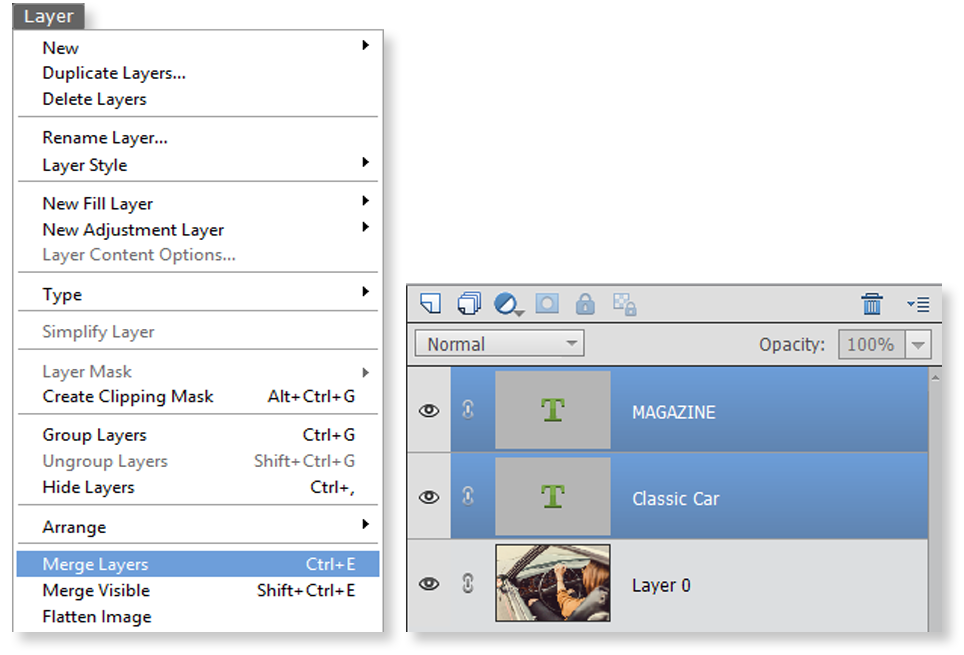 Layer
New
Duplicate Layers...
Delete Layers
Rename Layer...
Layer Style
New Fill Layer
New Adjustment Layer
Layer Content Options...
Type
Simplify Layer
Layer Mask
Create Clipping Mask Alt+Ctrl+G
Group Layers Ctrl+G
Ungroup Layers Shift+Ctrl+G
Hide Layers Ctrl+,
Arrange
Merge Layers Ctrl+E
Merge Visible Shift+Ctrl+E
Flatten Image
Normal Opacity: 100%
T MAGAZINE
T Classic Car
Layer 0